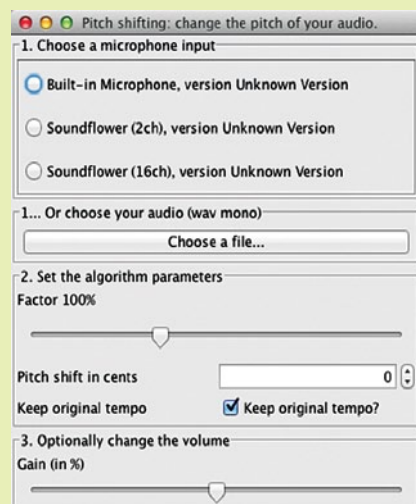 Pitch shifting: change the pitch of your audio.
1. Choose a microphone input
Built-in Microphone, version Unknown Version
Soundflower (2ch), version Unknown Version
Soundflower (16ch), version Unknown Version
1... Or choose your audio (wav mono)
Choose a file...
2. Set the algorithm parameters
Factor 100%
Pitch shift in cents 0
Keep original tempo Keep original tempo?
3. Optionally change the volume
Gain (in %)